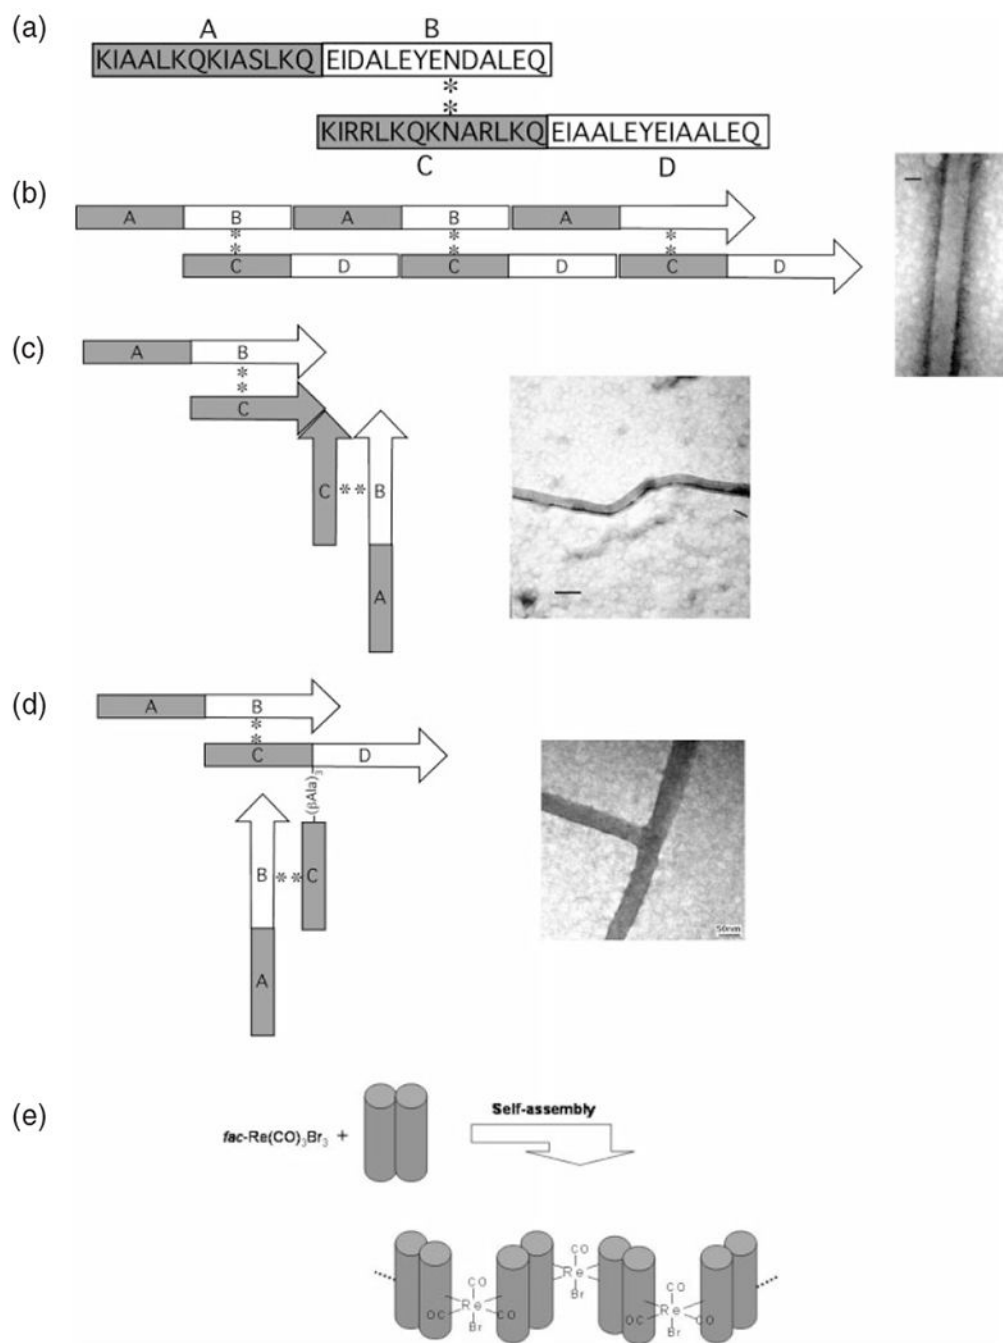 (a)
A B
KIAALKQKIASLKQ EIDALEYENDALEQ
*
*
KIRRLKQKNARLKQ EIAALEYEIAALEQ
C D
(b)
A B A B A
* * *
* * *
C D C D C D
(c)
A B
*
*
C
C ** B
A
(d)
A B
*
*
C D
(βAla)m
B ** C
A
50nm
(e)
Self-assembly
fac-Re(CO)3Br3 +
CO CO CO
Re Re Re
OC Br CO Br OC Br CO